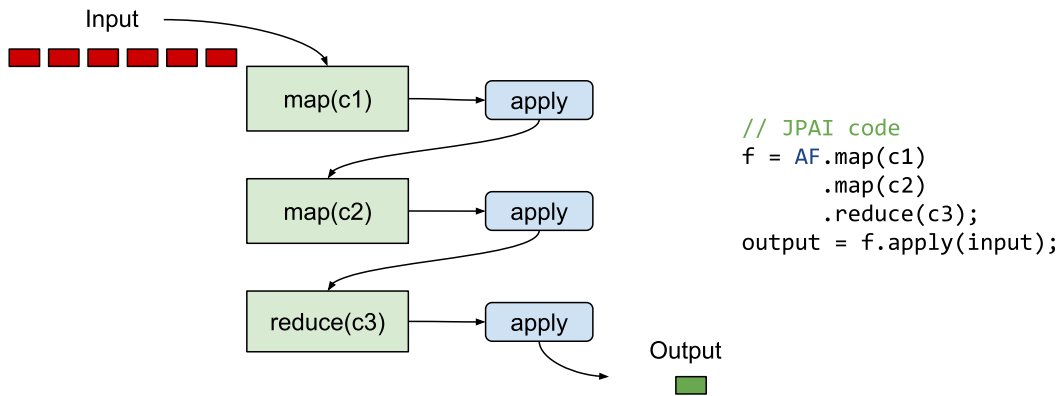 Input
map(c1)
apply
map(c2)
apply
reduce(c3)
apply
Output
// JPAI code
f = AF.map(c1)
.map(c2)
.reduce(c3);
output = f.apply(input);